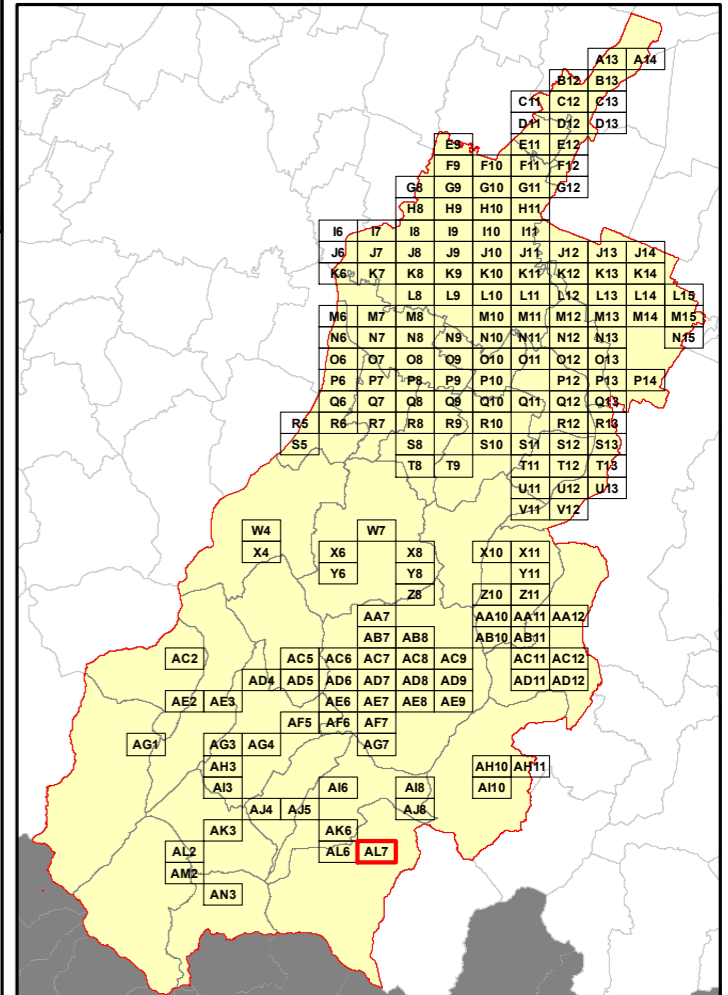 A13 A14
B12 B13
C11 C12 C13
D11 D12 D13
E9 E11 E12
F9 F10 F11 F12
G8 G9 G10 G11 G12
H8 H9 H10 H11
I6 I7 I8 I9 I10 I11
J6 J7 J8 J9 J10 J11 J12 J13 J14
K6 K7 K8 K9 K10 K11 K12 K13 K14
L8 L9 L10 L11 L12 L13 L14 L15
M6 M7 M8 M10 M11 M12 M13 M14 M15
N6 N7 N8 N9 N10 N11 N12 N13 N15
O6 O7 O8 O9 O10 O11 O12 O13
P6 P7 P8 P9 P10 P12 P13 P14
Q6 Q7 Q8 Q9 Q10 Q11 Q12 Q13
R5 R6 R7 R8 R9 R10 R12 R13
S5 S8 S10 S11 S12 S13
T8 T9 T11 T12 T13
U11 U12 U13
V11 V12
W4 W7
X4 X6 X8 X10 X11
Y6 Y8 Y11
Z8 Z10 Z11
AA7 AA10 AA11 AA12
AB7 AB8 AB10 AB11
AC2 AC5 AC6 AC7 AC8 AC9 AC11 AC12
AD4 AD5 AD6 AD7 AD8 AD9 AD11 AD12
AE2 AE3 AE6 AE7 AE8 AE9
AF5 AF6 AF7
AG1 AG3 AG4 AG7
AH3 AH10 AH11
AI3 AI6 AI8 AI10
AJ4 AJ5 AJ8
AK3 AK6
AL2 AL6 AL7
AM2
AN3